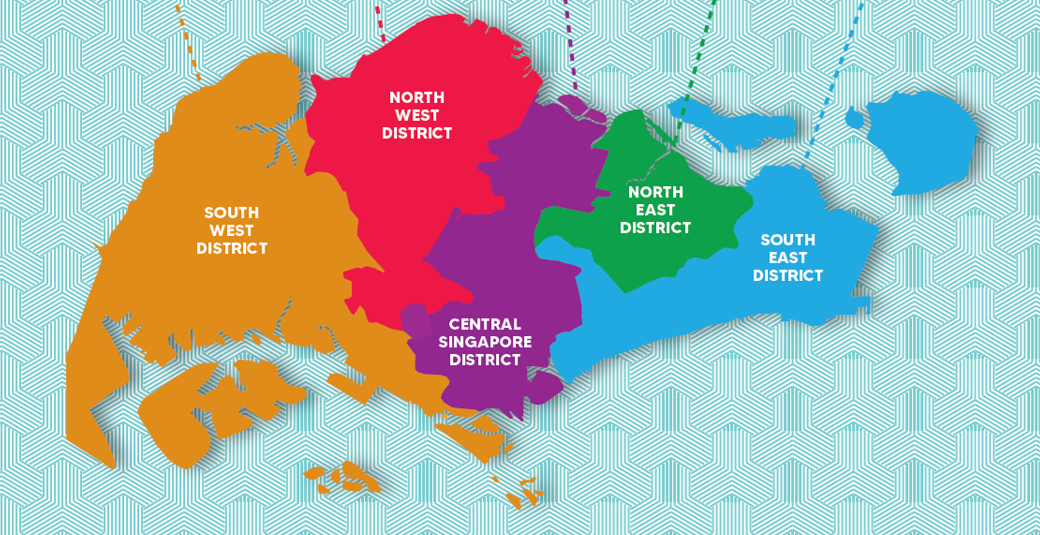 NORTH
WEST
DISTRICT
SOUTH
WEST
DISTRICT
NORTH
EAST
DISTRICT
SOUTH
EAST
DISTRICT
CENTRAL
SINGAPORE
DISTRICT